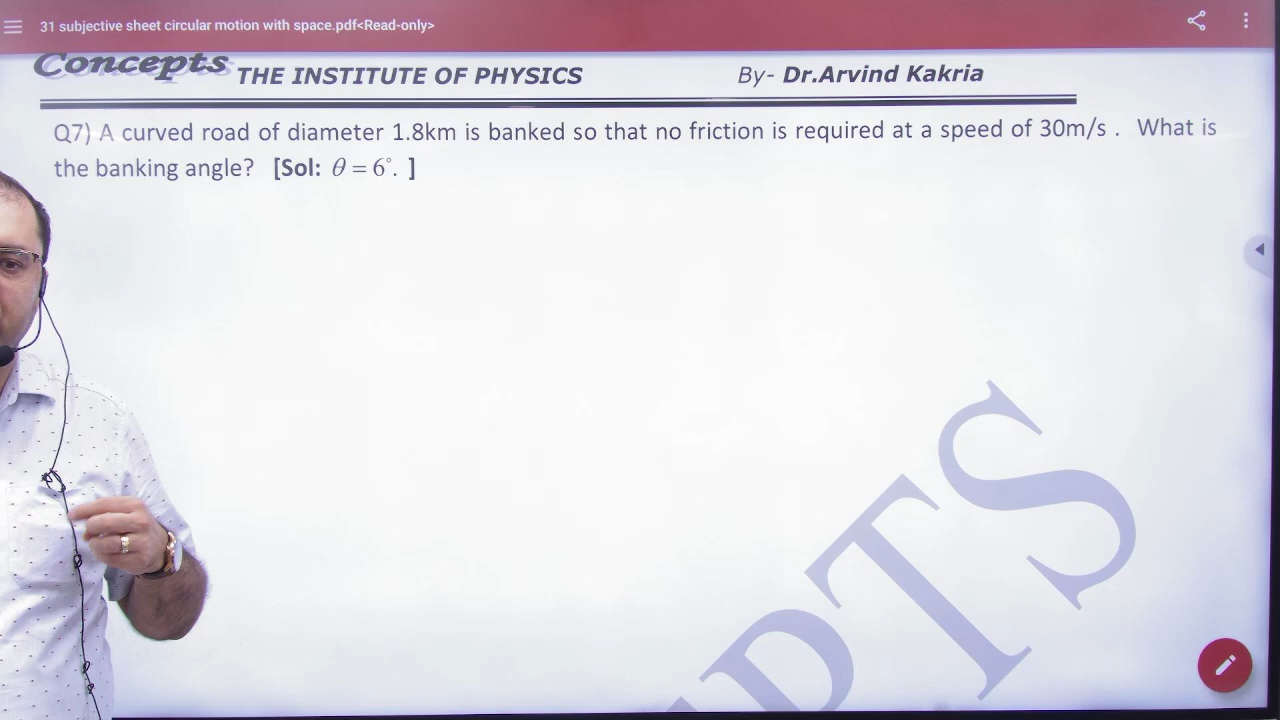 31 subjective sheet circular motion with space.pdf<Read-only>
Concepts THE INSTITUTE OF PHYSICS By- Dr.Arvind Kakria
Q7) A curved road of diameter 1.8km is banked so that no friction is required at a speed of 30m/s . What is
the banking angle? [Sol: θ = 6°. ]
EPTS